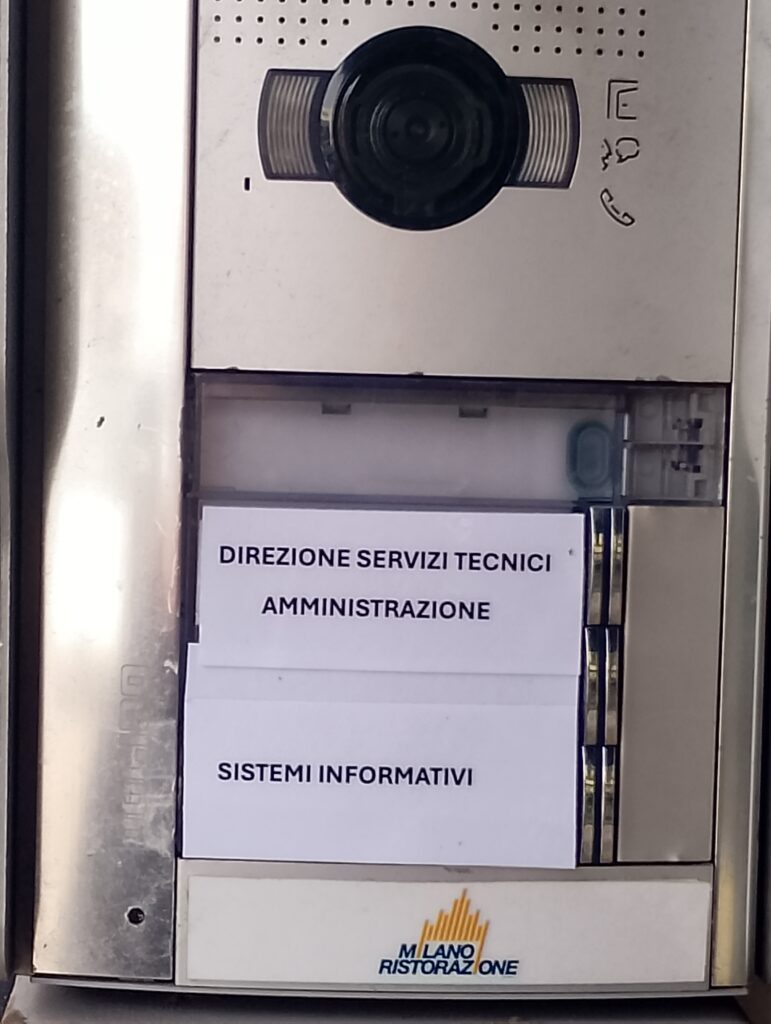 DIREZIONE SERVIZI TECNICI
AMMINISTRAZIONE
SISTEMI INFORMATIVI
MILANO
RISTORAZIONE